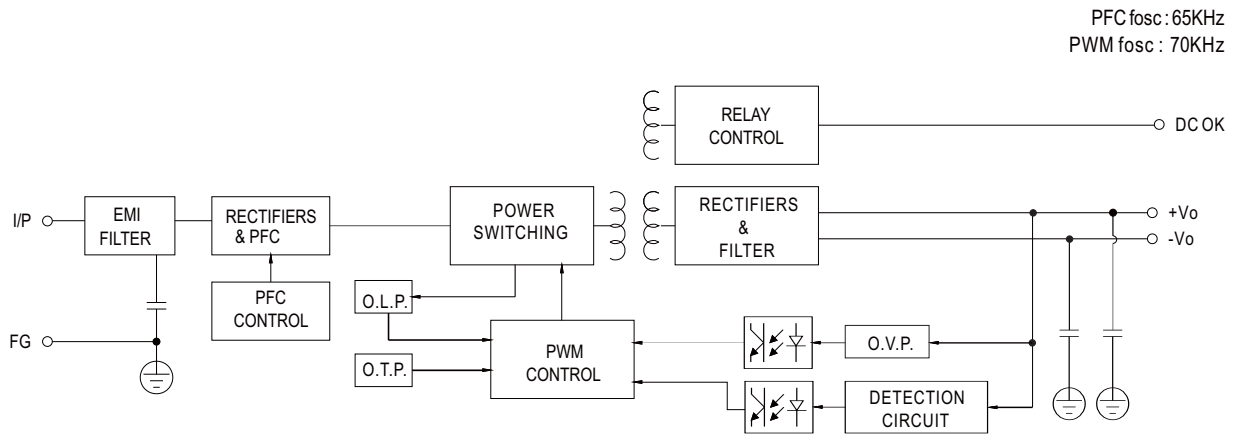 PFC fosc : 65KHz
PWM fosc : 70KHz
RELAY
CONTROL
DC OK
I/P
EMI
FILTER
RECTIFIERS
& PFC
POWER
SWITCHING
RECTIFIERS
&
FILTER
+Vo
-Vo
PFC
CONTROL
O.L.P.
FG
O.T.P.
PWM
CONTROL
O.V.P.
DETECTION
CIRCUIT